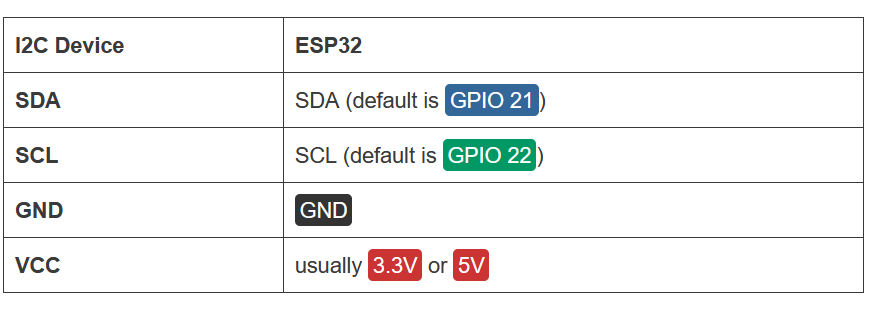 I2C Device ESP32
SDA SDA (default is GPIO 21)
SCL SCL (default is GPIO 22)
GND GND
VCC usually 3.3V or 5V